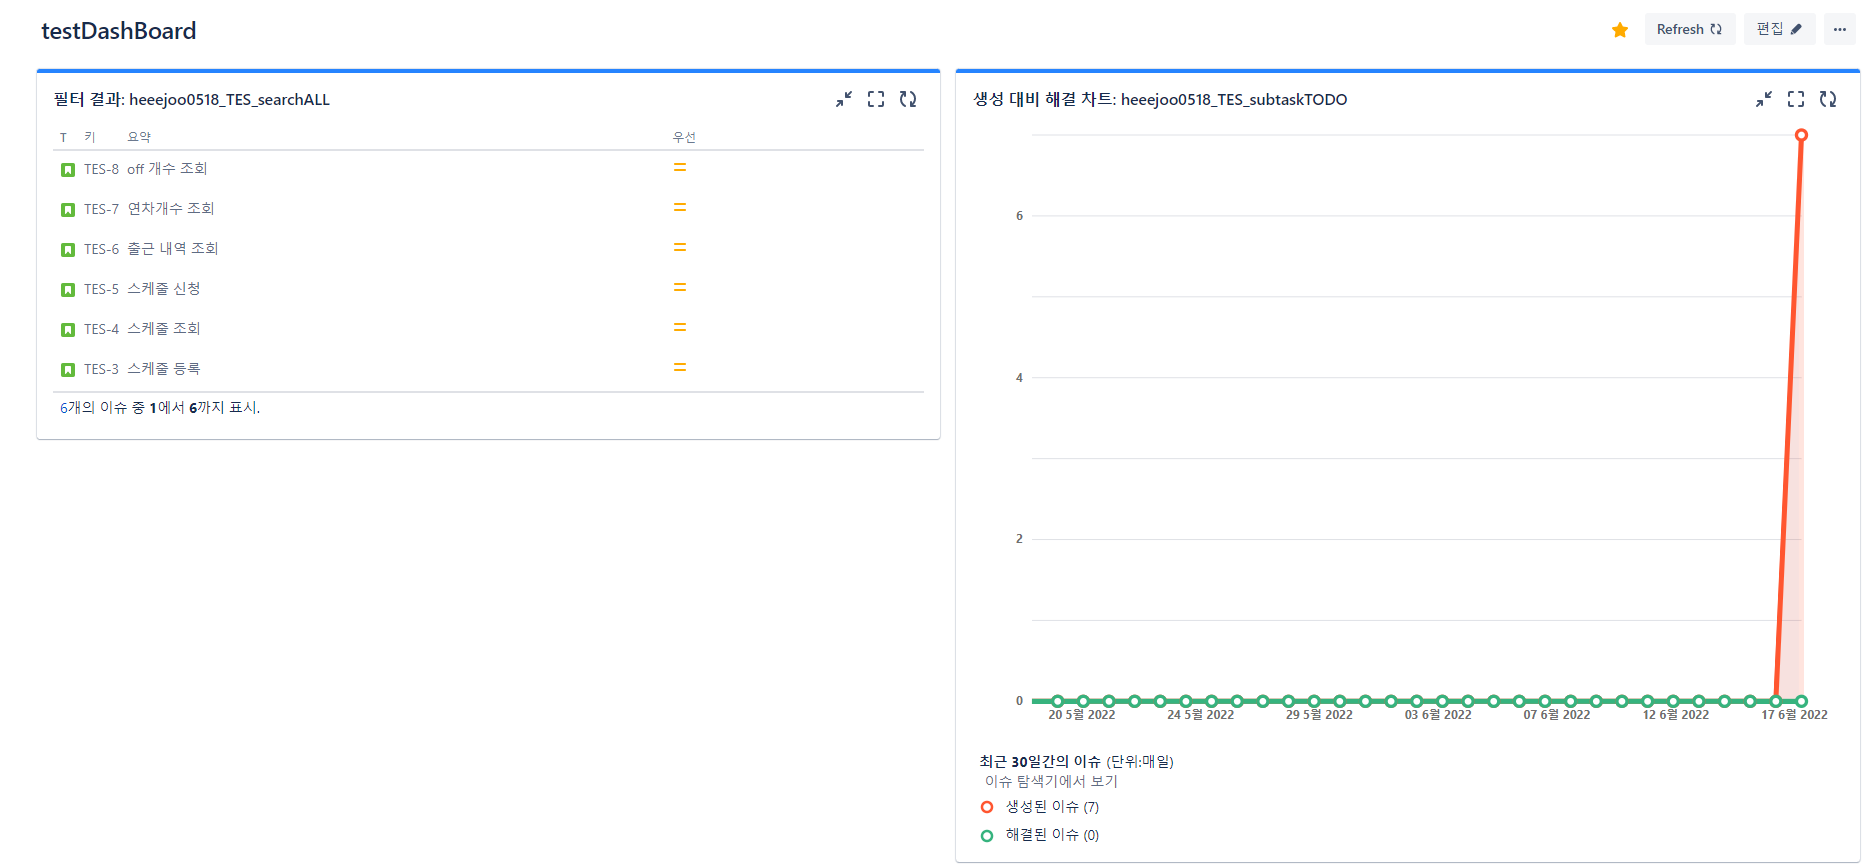 testDashBoard
Refresh
편집
필터 결과: heeejoo0518_TES_searchALL
T 키 요약 우선
TES-8 off 개수 조회
TES-7 연차개수 조회
TES-6 출근 내역 조회
TES-5 스케줄 신청
TES-4 스케줄 조회
TES-3 스케줄 등록
6개의 이슈 중 1에서 6까지 표시.
생성 대비 해결 차트: heeejoo0518_TES_subtaskTODO
6
4
2
0
20 5월 2022 24 5월 2022 29 5월 2022 03 6월 2022 07 6월 2022 12 6월 2022 17 6월 2022
최근 30일간의 이슈 (단위:매일)
이슈 탐색기에서 보기
생성된 이슈 (7)
해결된 이슈 (0)